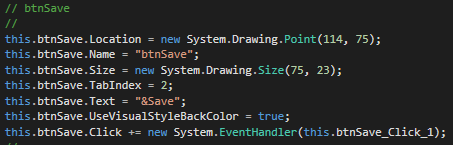 // btnSave
//
this.btnSave.Location = new System.Drawing.Point(114, 75);
this.btnSave.Name = "btnSave";
this.btnSave.Size = new System.Drawing.Size(75, 23);
this.btnSave.TabIndex = 2;
this.btnSave.Text = "&Save";
this.btnSave.UseVisualStyleBackColor = true;
this.btnSave.Click += new System.EventHandler(this.btnSave_Click_1);
//